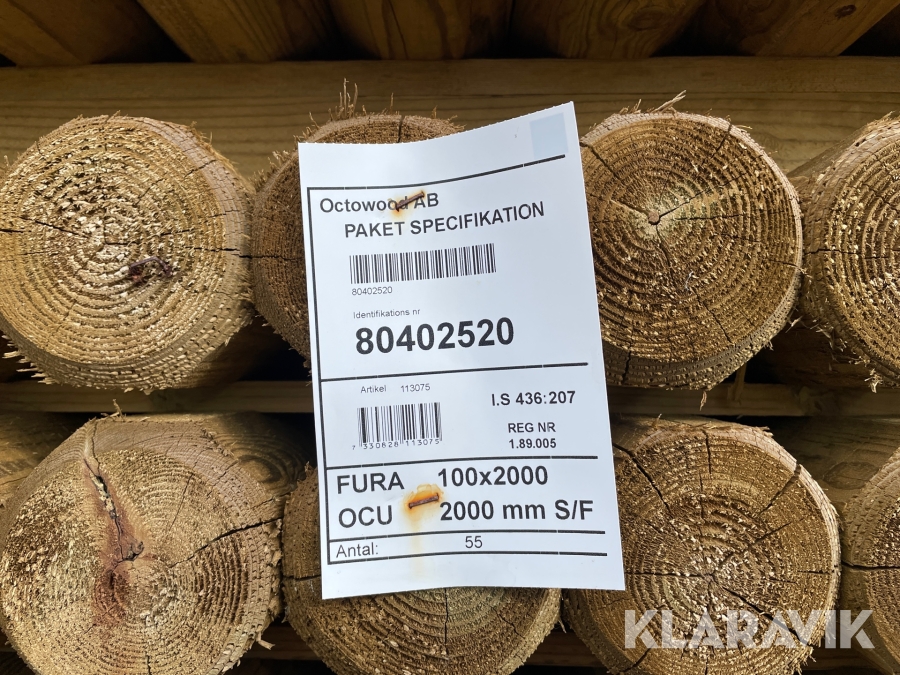 Octowood AB
PAKET SPECIFIKATION
80402520
Identifikations nr
80402520
Artikel 113075
I.S 436:207
7 330828 113075
REG NR
1.89.005
FURA 100x2000
OCU 2000 mm S/F
Antal: 55
KLARAVIK